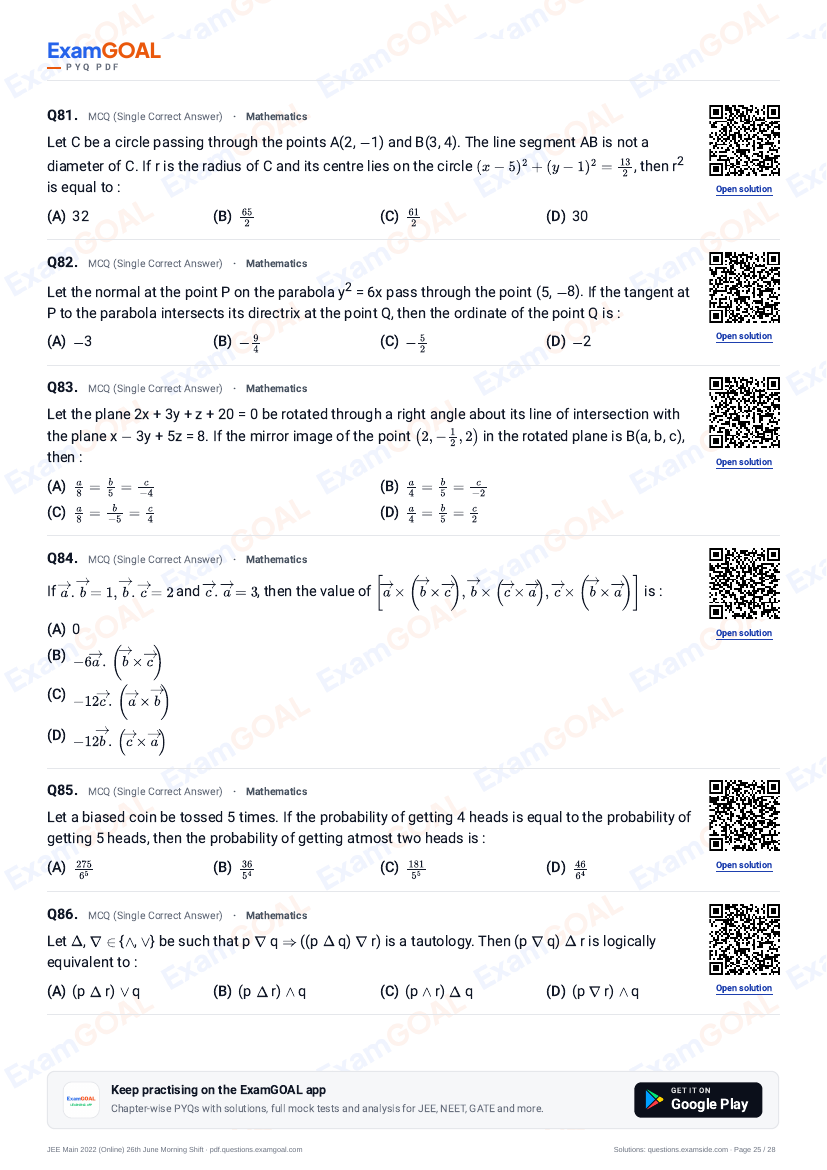 ExamGOAL
PYQ PDF
Q81. MCQ (Single Correct Answer) · Mathematics
Let C be a circle passing through the points A(2, −1) and B(3, 4). The line segment AB is not a
diameter of C. If r is the radius of C and its centre lies on the circle (x − 5)² + (y − 1)² = 13/2, then r²
is equal to :
(A) 32 (B) 65/2 (C) 61/2 (D) 30
Open solution
Q82. MCQ (Single Correct Answer) · Mathematics
Let the normal at the point P on the parabola y² = 6x pass through the point (5, −8). If the tangent at
P to the parabola intersects its directrix at the point Q, then the ordinate of the point Q is :
(A) −3 (B) −9/4 (C) −5/2 (D) −2
Open solution
Q83. MCQ (Single Correct Answer) · Mathematics
Let the plane 2x + 3y + z + 20 = 0 be rotated through a right angle about its line of intersection with
the plane x − 3y + 5z = 8. If the mirror image of the point (2, −1/2, 2) in the rotated plane is B(a, b, c),
then :
(A) a/8 = b/5 = c/−4 (B) a/4 = b/5 = c/−2
(C) a/8 = b/−5 = c/4 (D) a/4 = b/5 = c/2
Open solution
Q84. MCQ (Single Correct Answer) · Mathematics
If a⃗ . b⃗ = 1, b⃗ . c⃗ = 2 and c⃗ . a⃗ = 3, then the value of [a⃗ × (b⃗ × c⃗), b⃗ × (c⃗ × a⃗), c⃗ × (b⃗ × a⃗)] is :
(A) 0
(B) −6a⃗ . (b⃗ × c⃗)
(C) −12c⃗ . (a⃗ × b⃗)
(D) −12b⃗ . (c⃗ × a⃗)
Open solution
Q85. MCQ (Single Correct Answer) · Mathematics
Let a biased coin be tossed 5 times. If the probability of getting 4 heads is equal to the probability of
getting 5 heads, then the probability of getting atmost two heads is :
(A) 275/6⁵ (B) 36/5⁴ (C) 181/5⁵ (D) 46/6⁴
Open solution
Q86. MCQ (Single Correct Answer) · Mathematics
Let Δ, ∇ ∈ {∧, ∨} be such that p ∇ q ⇒ ((p Δ q) ∇ r) is a tautology. Then (p ∇ q) Δ r is logically
equivalent to :
(A) (p Δ r) ∨ q (B) (p Δ r) ∧ q (C) (p ∧ r) Δ q (D) (p ∇ r) ∧ q
Open solution
ExamGOAL
Keep practising on the ExamGOAL app
Chapter-wise PYQs with solutions, full mock tests and analysis for JEE, NEET, GATE and more.
GET IT ON
Google Play
JEE Main 2022 (Online) 26th June Morning Shift · pdf.questions.examgoal.com
Solutions: questions.examside.com · Page 25 / 28